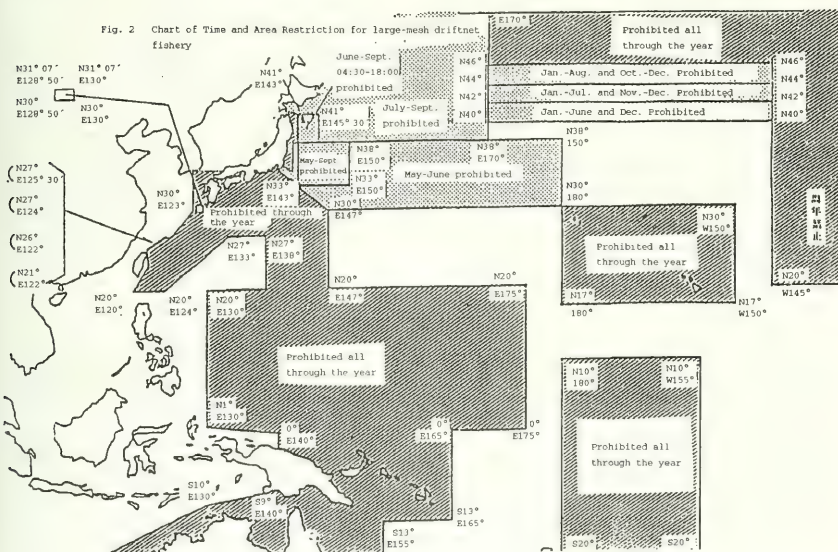 Fig. 2 Chart of Time and Area Restriction for large-mesh driftnet
fishery
E170°
Prohibited all
through the year
N31° 07´
E128° 50´
N31° 07´
E130°
N30°
E128° 50´
N30°
E130°
N41°
E143°
June-Sept.
04:30-18:00
prohibited
N46°
N44°
N42°
N40°
Jan.-Aug. and Oct.-Dec. Prohibited
Jan.-Jul. and Nov.-Dec. Prohibited
Jan.-June and Dec. Prohibited
N46°
N44°
N42°
N40°
N41°
E145° 30
July-Sept.
prohibited
N38°
150°
May-Sept
prohibited
N38°
E150°
N38°
E170°
N33°
E150°
May-June prohibited
N27°
E125° 30
N27°
E124°
N26°
E122°
N21°
E122°
N30°
E123°
N33°
E143°
N30°
E147°
N30°
180°
Prohibited through
the year
N27°
E133°
N27°
E138°
N30°
W150°
Prohibited all
through the year
N20°
E120°
N20°
E124°
N20°
E130°
N20°
E147°
N20°
E175°
N17°
180°
N17°
W150°
N20°
W145°
Prohibited all
through the year
N10°
180°
N10°
W155°
N1°
E130°
0°
E140°
0°
E165°
0°
E175°
Prohibited all
through the year
S10°
E130°
S9°
E140°
S13°
E165°
S13°
E155°
S20°
S20°